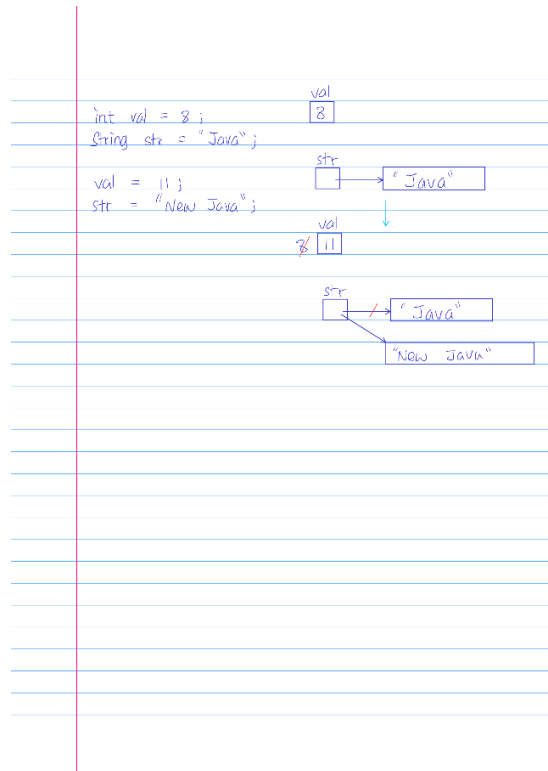 int val = 8 ;
String str = "Java" ;
val = 11 ;
str = "New Java" ;
val
8
str
"Java"
val
8 11
str
"Java"
"New Java"